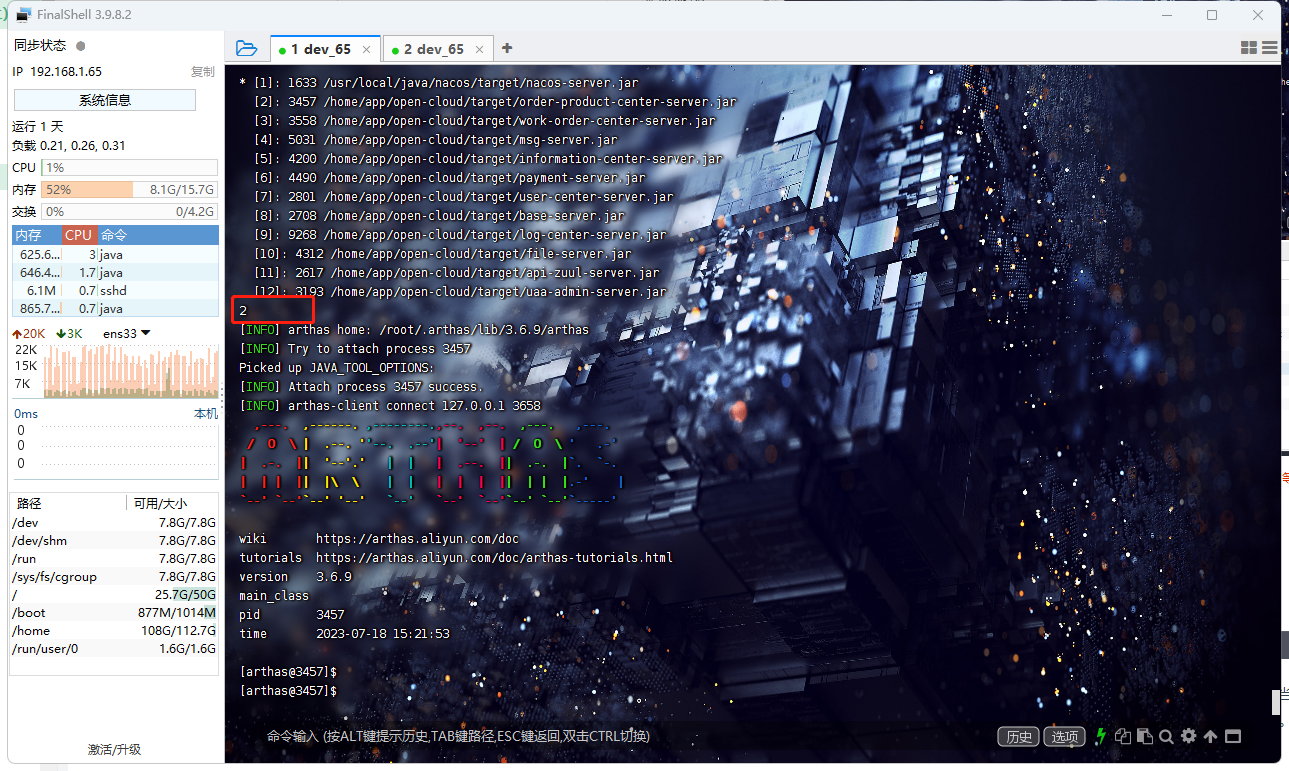 FinalShell 3.9.8.2
同步状态
IP 192.168.1.65 复制
系统信息
运行 1 天
负载 0.21, 0.26, 0.31
CPU 1%
内存 52% 8.1G/15.7G
交换 0% 0/4.2G
内存 CPU 命令
625.6... 3 java
646.4... 1.7 java
6.1M 0.7 sshd
865.7... 0.7 java
20K 3K ens33
22K
15K
7K
0ms 本机
0
0
0
路径 可用/大小
/dev 7.8G/7.8G
/dev/shm 7.8G/7.8G
/run 7.8G/7.8G
/sys/fs/cgroup 7.8G/7.8G
/ 25.7G/50G
/boot 877M/1014M
/home 108G/112.7G
/run/user/0 1.6G/1.6G
激活/升级
1 dev_65
2 dev_65
* [1]: 1633 /usr/local/java/nacos/target/nacos-server.jar
[2]: 3457 /home/app/open-cloud/target/order-product-center-server.jar
[3]: 3558 /home/app/open-cloud/target/work-order-center-server.jar
[4]: 5031 /home/app/open-cloud/target/msg-server.jar
[5]: 4200 /home/app/open-cloud/target/information-center-server.jar
[6]: 4490 /home/app/open-cloud/target/payment-server.jar
[7]: 2801 /home/app/open-cloud/target/user-center-server.jar
[8]: 2708 /home/app/open-cloud/target/base-server.jar
[9]: 9268 /home/app/open-cloud/target/log-center-server.jar
[10]: 4312 /home/app/open-cloud/target/file-server.jar
[11]: 2617 /home/app/open-cloud/target/api-zuul-server.jar
[12]: 3193 /home/app/open-cloud/target/uaa-admin-server.jar
2
[INFO] arthas home: /root/.arthas/lib/3.6.9/arthas
[INFO] Try to attach process 3457
Picked up JAVA_TOOL_OPTIONS:
[INFO] Attach process 3457 success.
[INFO] arthas-client connect 127.0.0.1 3658
ARTHAS
wiki https://arthas.aliyun.com/doc
tutorials https://arthas.aliyun.com/doc/arthas-tutorials.html
version 3.6.9
main_class
pid 3457
time 2023-07-18 15:21:53
[arthas@3457]$
[arthas@3457]$
命令输入 (按ALT键提示历史,TAB键路径,ESC键返回,双击CTRL切换)
历史 选项